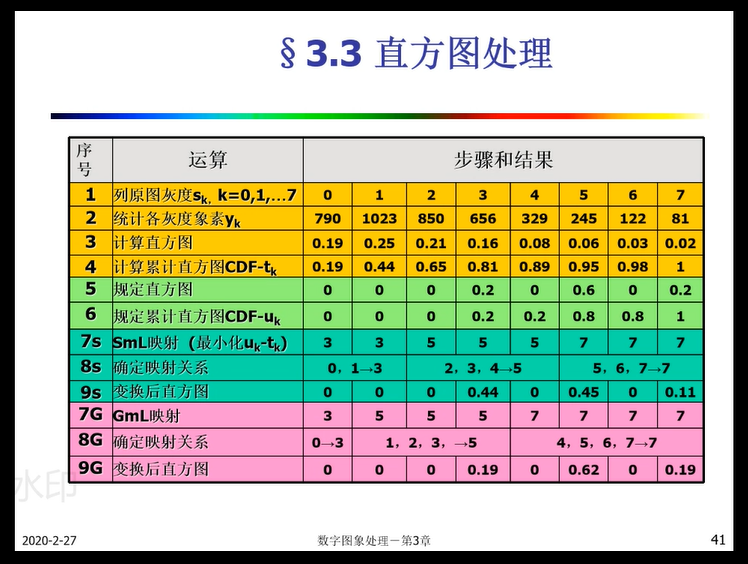 §3.3 直方图处理
序号 运算 步骤和结果
1 列原图灰度sk, k=0,1,…7 0 1 2 3 4 5 6 7
2 统计各灰度象素yk 790 1023 850 656 329 245 122 81
3 计算直方图 0.19 0.25 0.21 0.16 0.08 0.06 0.03 0.02
4 计算累计直方图CDF-tk 0.19 0.44 0.65 0.81 0.89 0.95 0.98 1
5 规定直方图 0 0 0 0.2 0 0.6 0 0.2
6 规定累计直方图CDF-uk 0 0 0 0.2 0.2 0.8 0.8 1
7s SmL映射（最小化uk-tk） 3 3 5 5 5 7 7 7
8s 确定映射关系 0，1→3 2，3，4→5 5，6，7→7
9s 变换后直方图 0 0 0 0.44 0 0.45 0 0.11
7G GmL映射 3 5 5 5 7 7 7 7
8G 确定映射关系 0→3 1，2，3，→5 4，5，6，7→7
9G 变换后直方图 0 0 0 0.19 0 0.62 0 0.19
水印
2020-2-27 数字图象处理－第3章 41